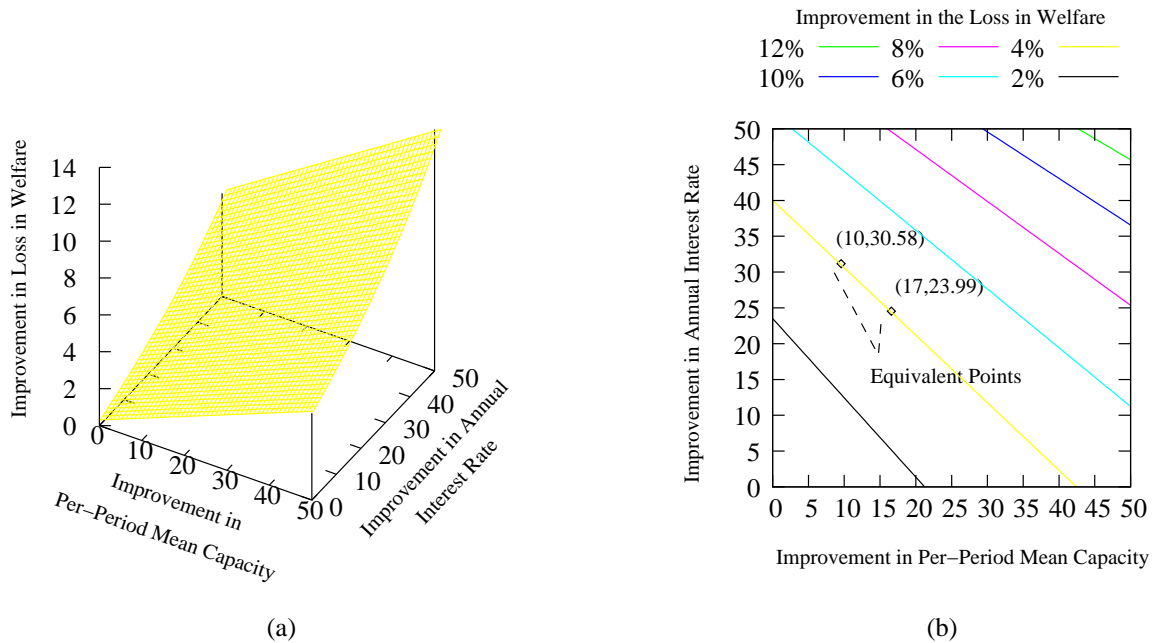 Improvement in Loss in Welfare
14
12
10
8
6
4
2
0
0
10
20
30
40
50
Improvement in
Per–Period Mean Capacity
0
10
20
30
40
50
Improvement in Annual
Interest Rate
(a)
Improvement in the Loss in Welfare
12% 8% 4%
10% 6% 2%
Improvement in Annual Interest Rate
50
45
40
35
30
25
20
15
10
5
0
(10,30.58)
(17,23.99)
Equivalent Points
0 5 10 15 20 25 30 35 40 45 50
Improvement in Per–Period Mean Capacity
(b)